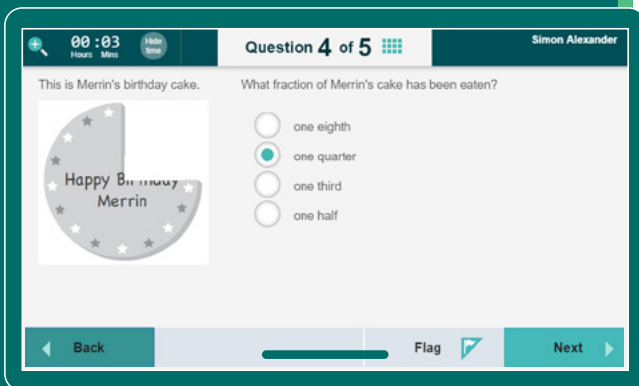 00:03
Hours Mins
Hide time
Question 4 of 5
Simon Alexander
This is Merrin's birthday cake.
What fraction of Merrin's cake has been eaten?
one eighth
one quarter
one third
one half
Happy
Merrin
Back
Flag
Next